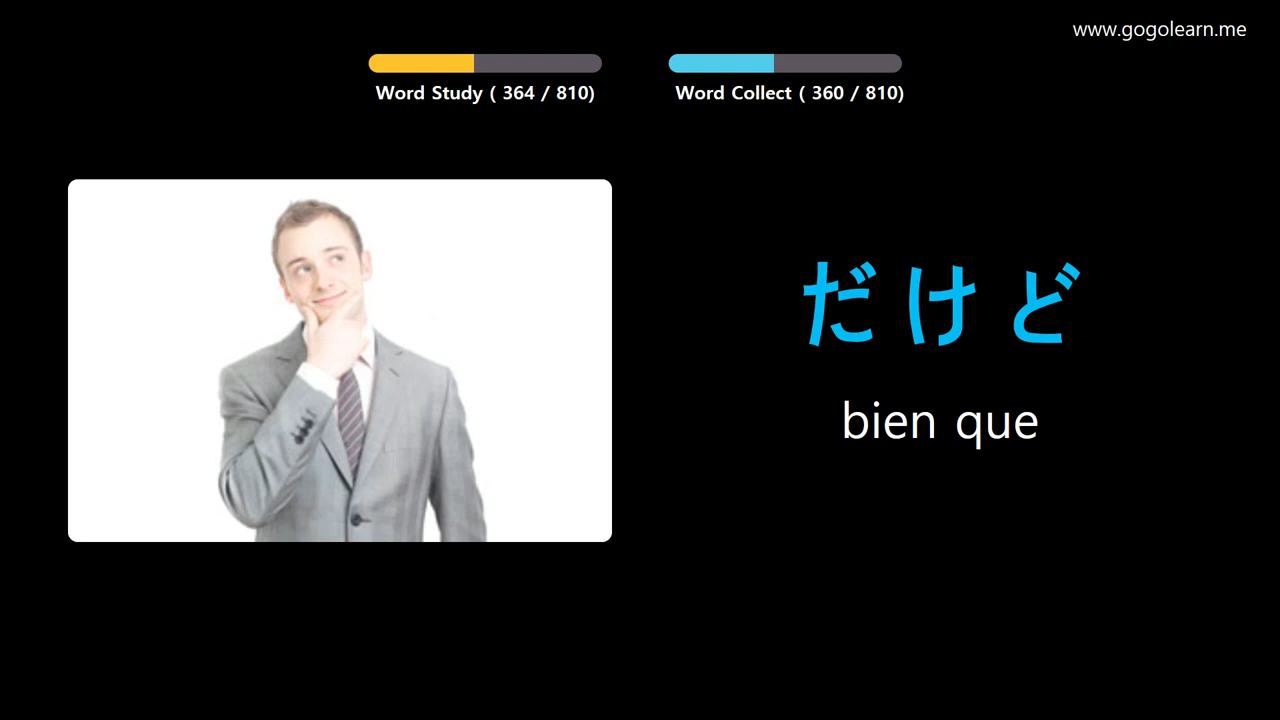 www.gogolearn.me
Word Study ( 364 / 810)
Word Collect ( 360 / 810)
だけど
bien que